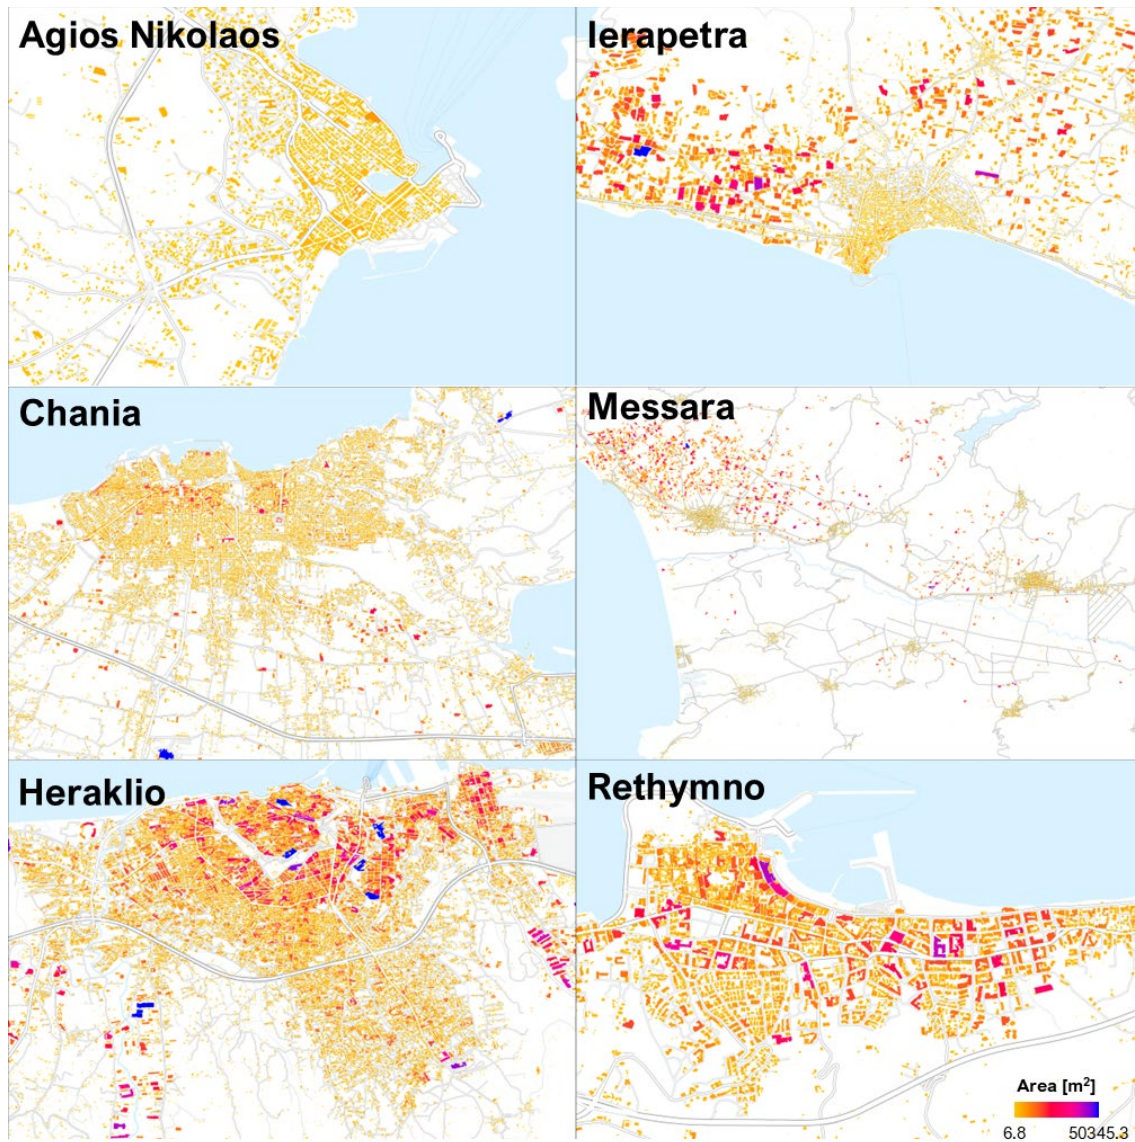 Agios Nikolaos
Ierapetra
Chania
Messara
Heraklio
Rethymno
Area [m²]
6.8 50345.3